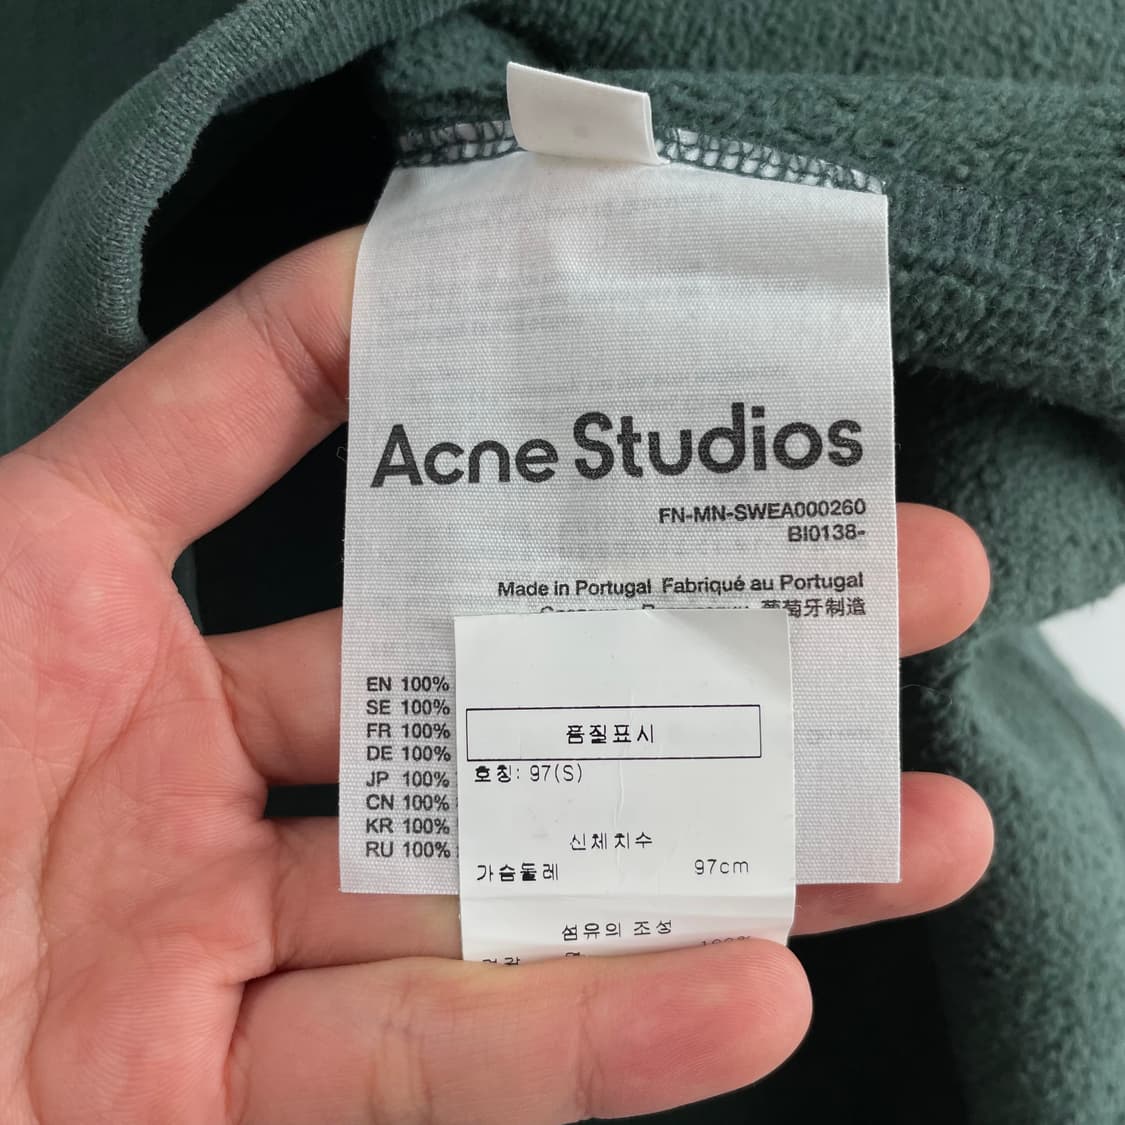 Acne Studios
FN-MN-SWEA000260
BI0138-
Made in Portugal Fabriqué au Portugal
葡萄牙制造
EN 100%
SE 100%
FR 100%
DE 100%
JP 100%
CN 100%
KR 100%
RU 100%
품질표시
호칭: 97(S)
신체치수
가슴둘레 97cm
섬유의 조성